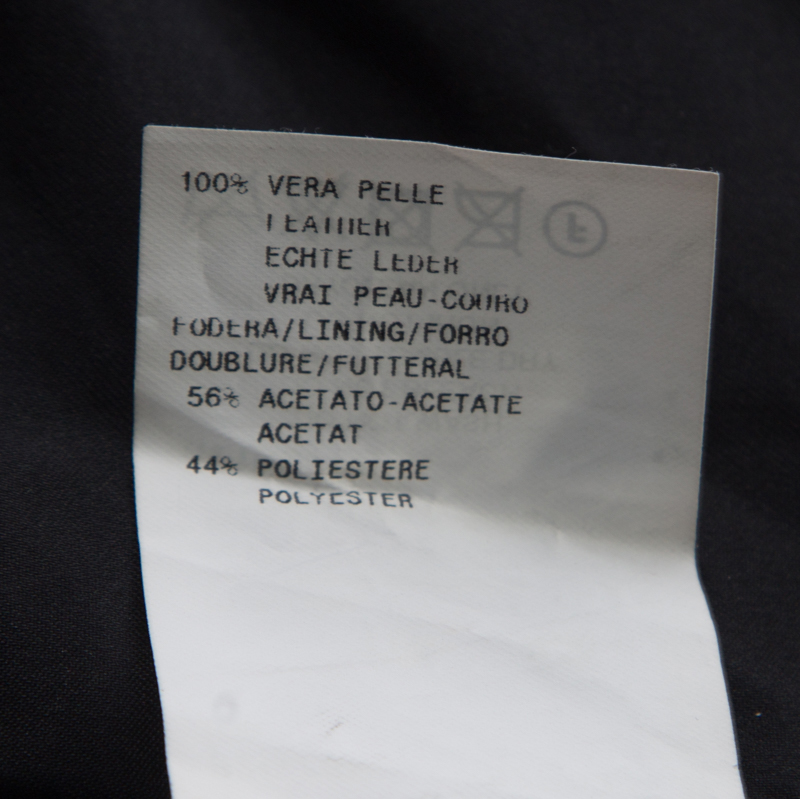 100% VERA PELLE
LEATHER
ECHTE LEDER
VRAI PEAU-COURO
FODERA/LINING/FORRO
DOUBLURE/FUTTERAL
56% ACETATO-ACETATE
ACETAT
44% POLIESTERE
POLYESTER